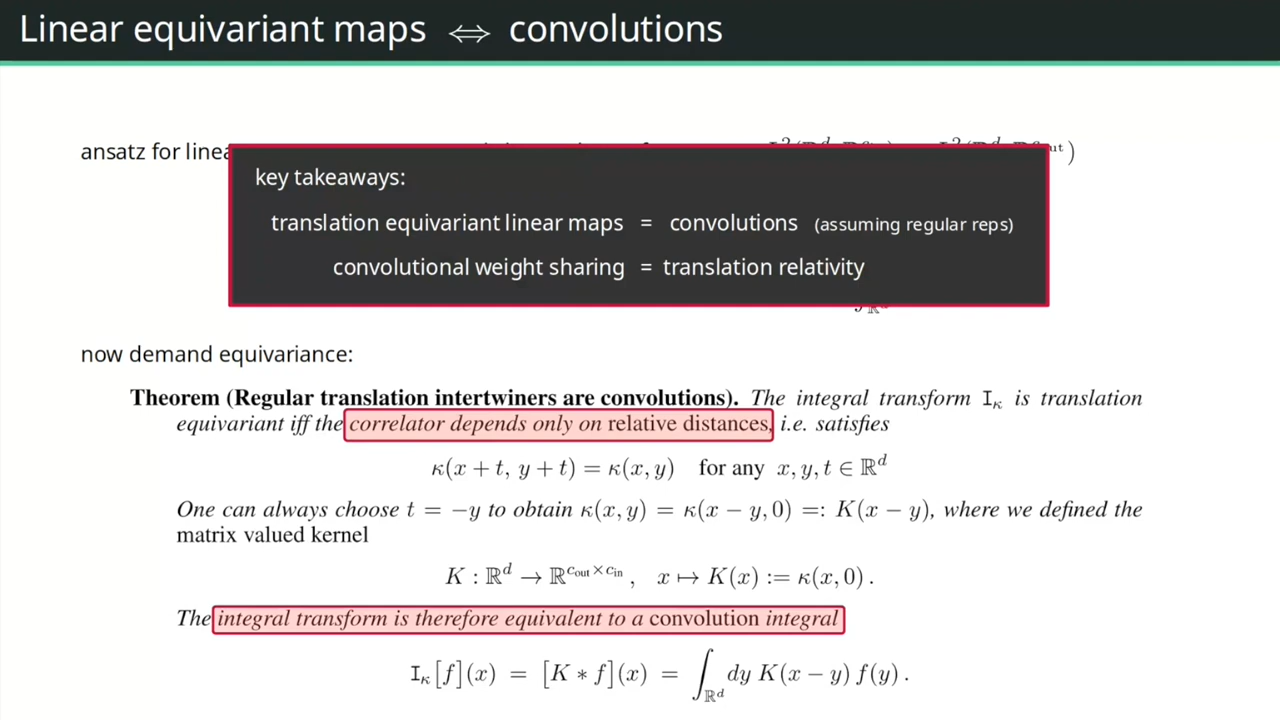 Linear equivariant maps ⇔ convolutions
ansatz for
key takeaways:
translation equivariant linear maps = convolutions (assuming regular reps)
convolutional weight sharing = translation relativity
now demand equivariance:
Theorem (Regular translation intertwiners are convolutions). The integral transform I_κ is translation
equivariant iff the correlator depends only on relative distances, i.e. satisfies
κ(x + t, y + t) = κ(x, y) for any x, y, t ∈ ℝ^d
One can always choose t = −y to obtain κ(x, y) = κ(x − y, 0) =: K(x − y), where we defined the
matrix valued kernel
K : ℝ^d → ℝ^{c_out×c_in} , x ↦ K(x) := κ(x, 0) .
The integral transform is therefore equivalent to a convolution integral
I_κ[f](x) = [K ∗ f](x) = ∫_{ℝ^d} dy K(x − y) f(y) .